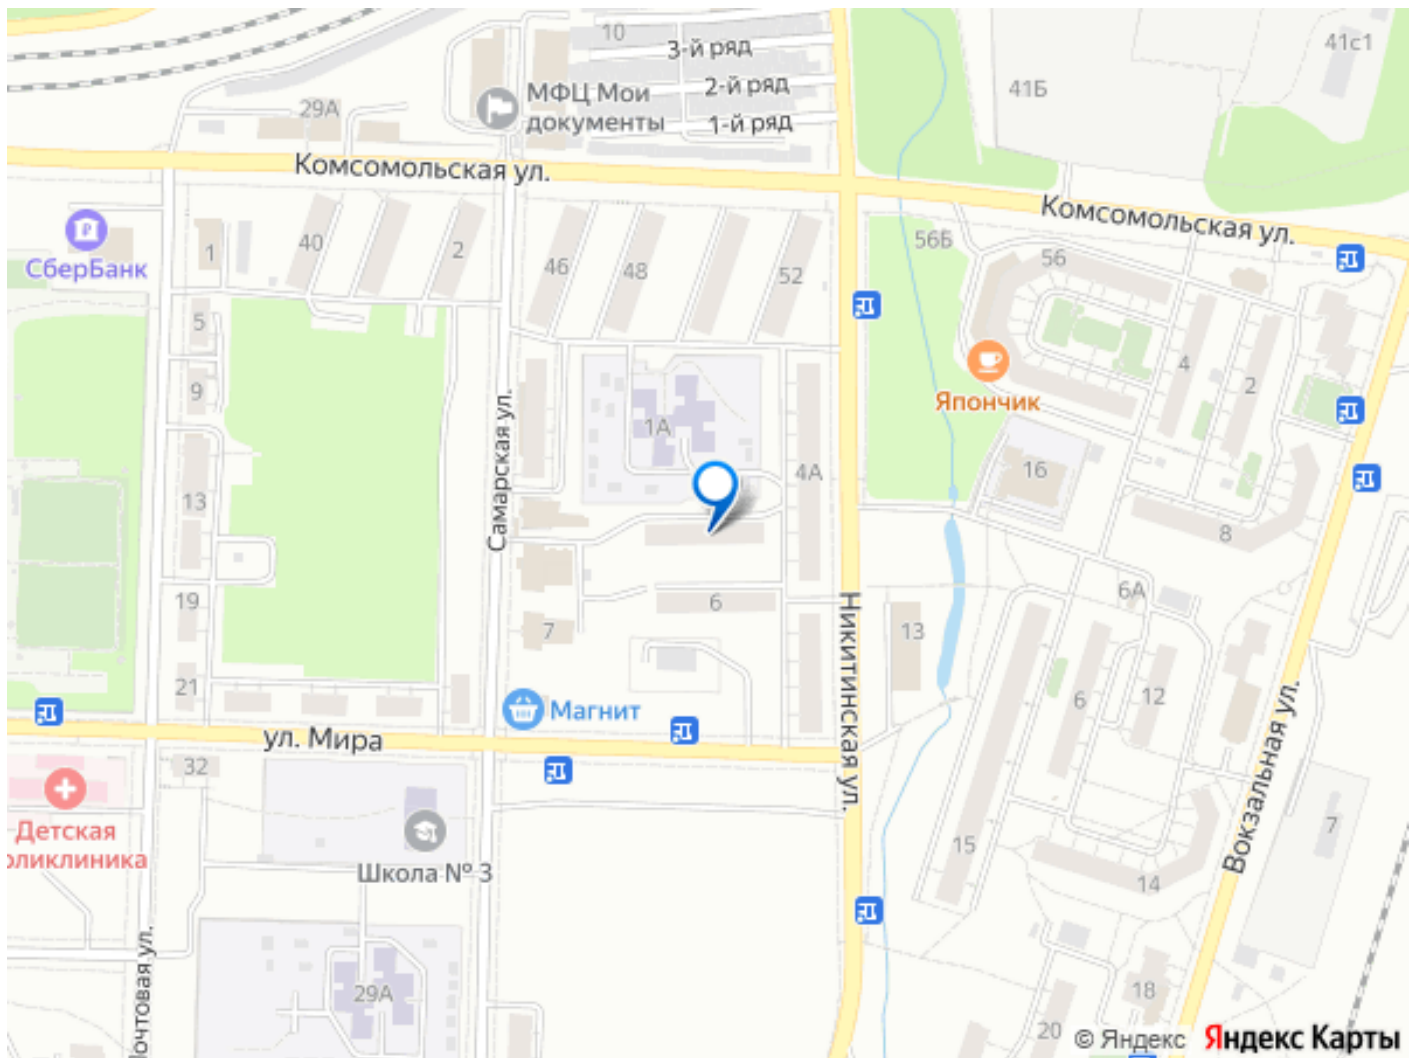 10
3-й ряд
41с1
2-й ряд
41Б
29А
МФЦ Мои
документы
1-й ряд
Комсомольская ул.
Комсомольская ул.
СберБанк
1
40
2
46
48
52
56Б
56
5
4
2
9
Япончик
1А
4А
16
13
Самарская ул.
8
6А
19
6
7
Никитинская ул.
13
21
Магнит
6
12
ул. Мира
32
Вокзальная ул.
7
Детская
оликлиника
Школа № 3
15
14
Почтовая ул.
29А
18
20
© Яндекс
Яндекс Карты